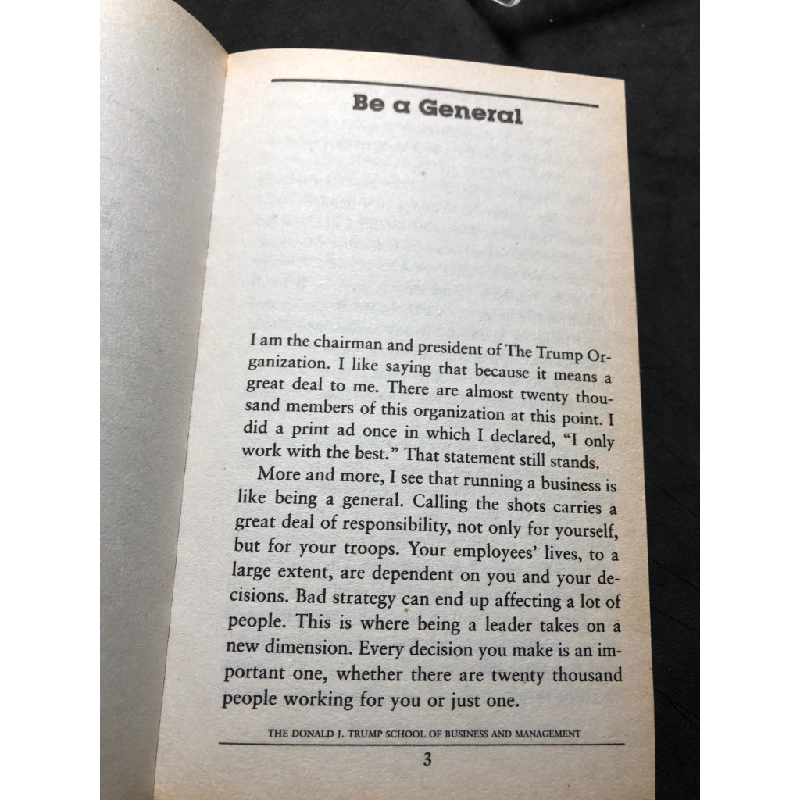 Be a General
I am the chairman and president of The Trump Or-
ganization. I like saying that because it means a
great deal to me. There are almost twenty thou-
sand members of this organization at this point. I
did a print ad once in which I declared, “I only
work with the best.” That statement still stands.
More and more, I see that running a business is
like being a general. Calling the shots carries a
great deal of responsibility, not only for yourself,
but for your troops. Your employees’ lives, to a
large extent, are dependent on you and your de-
cisions. Bad strategy can end up affecting a lot of
people. This is where being a leader takes on a
new dimension. Every decision you make is an im-
portant one, whether there are twenty thousand
people working for you or just one.
THE DONALD J. TRUMP SCHOOL OF BUSINESS AND MANAGEMENT
3